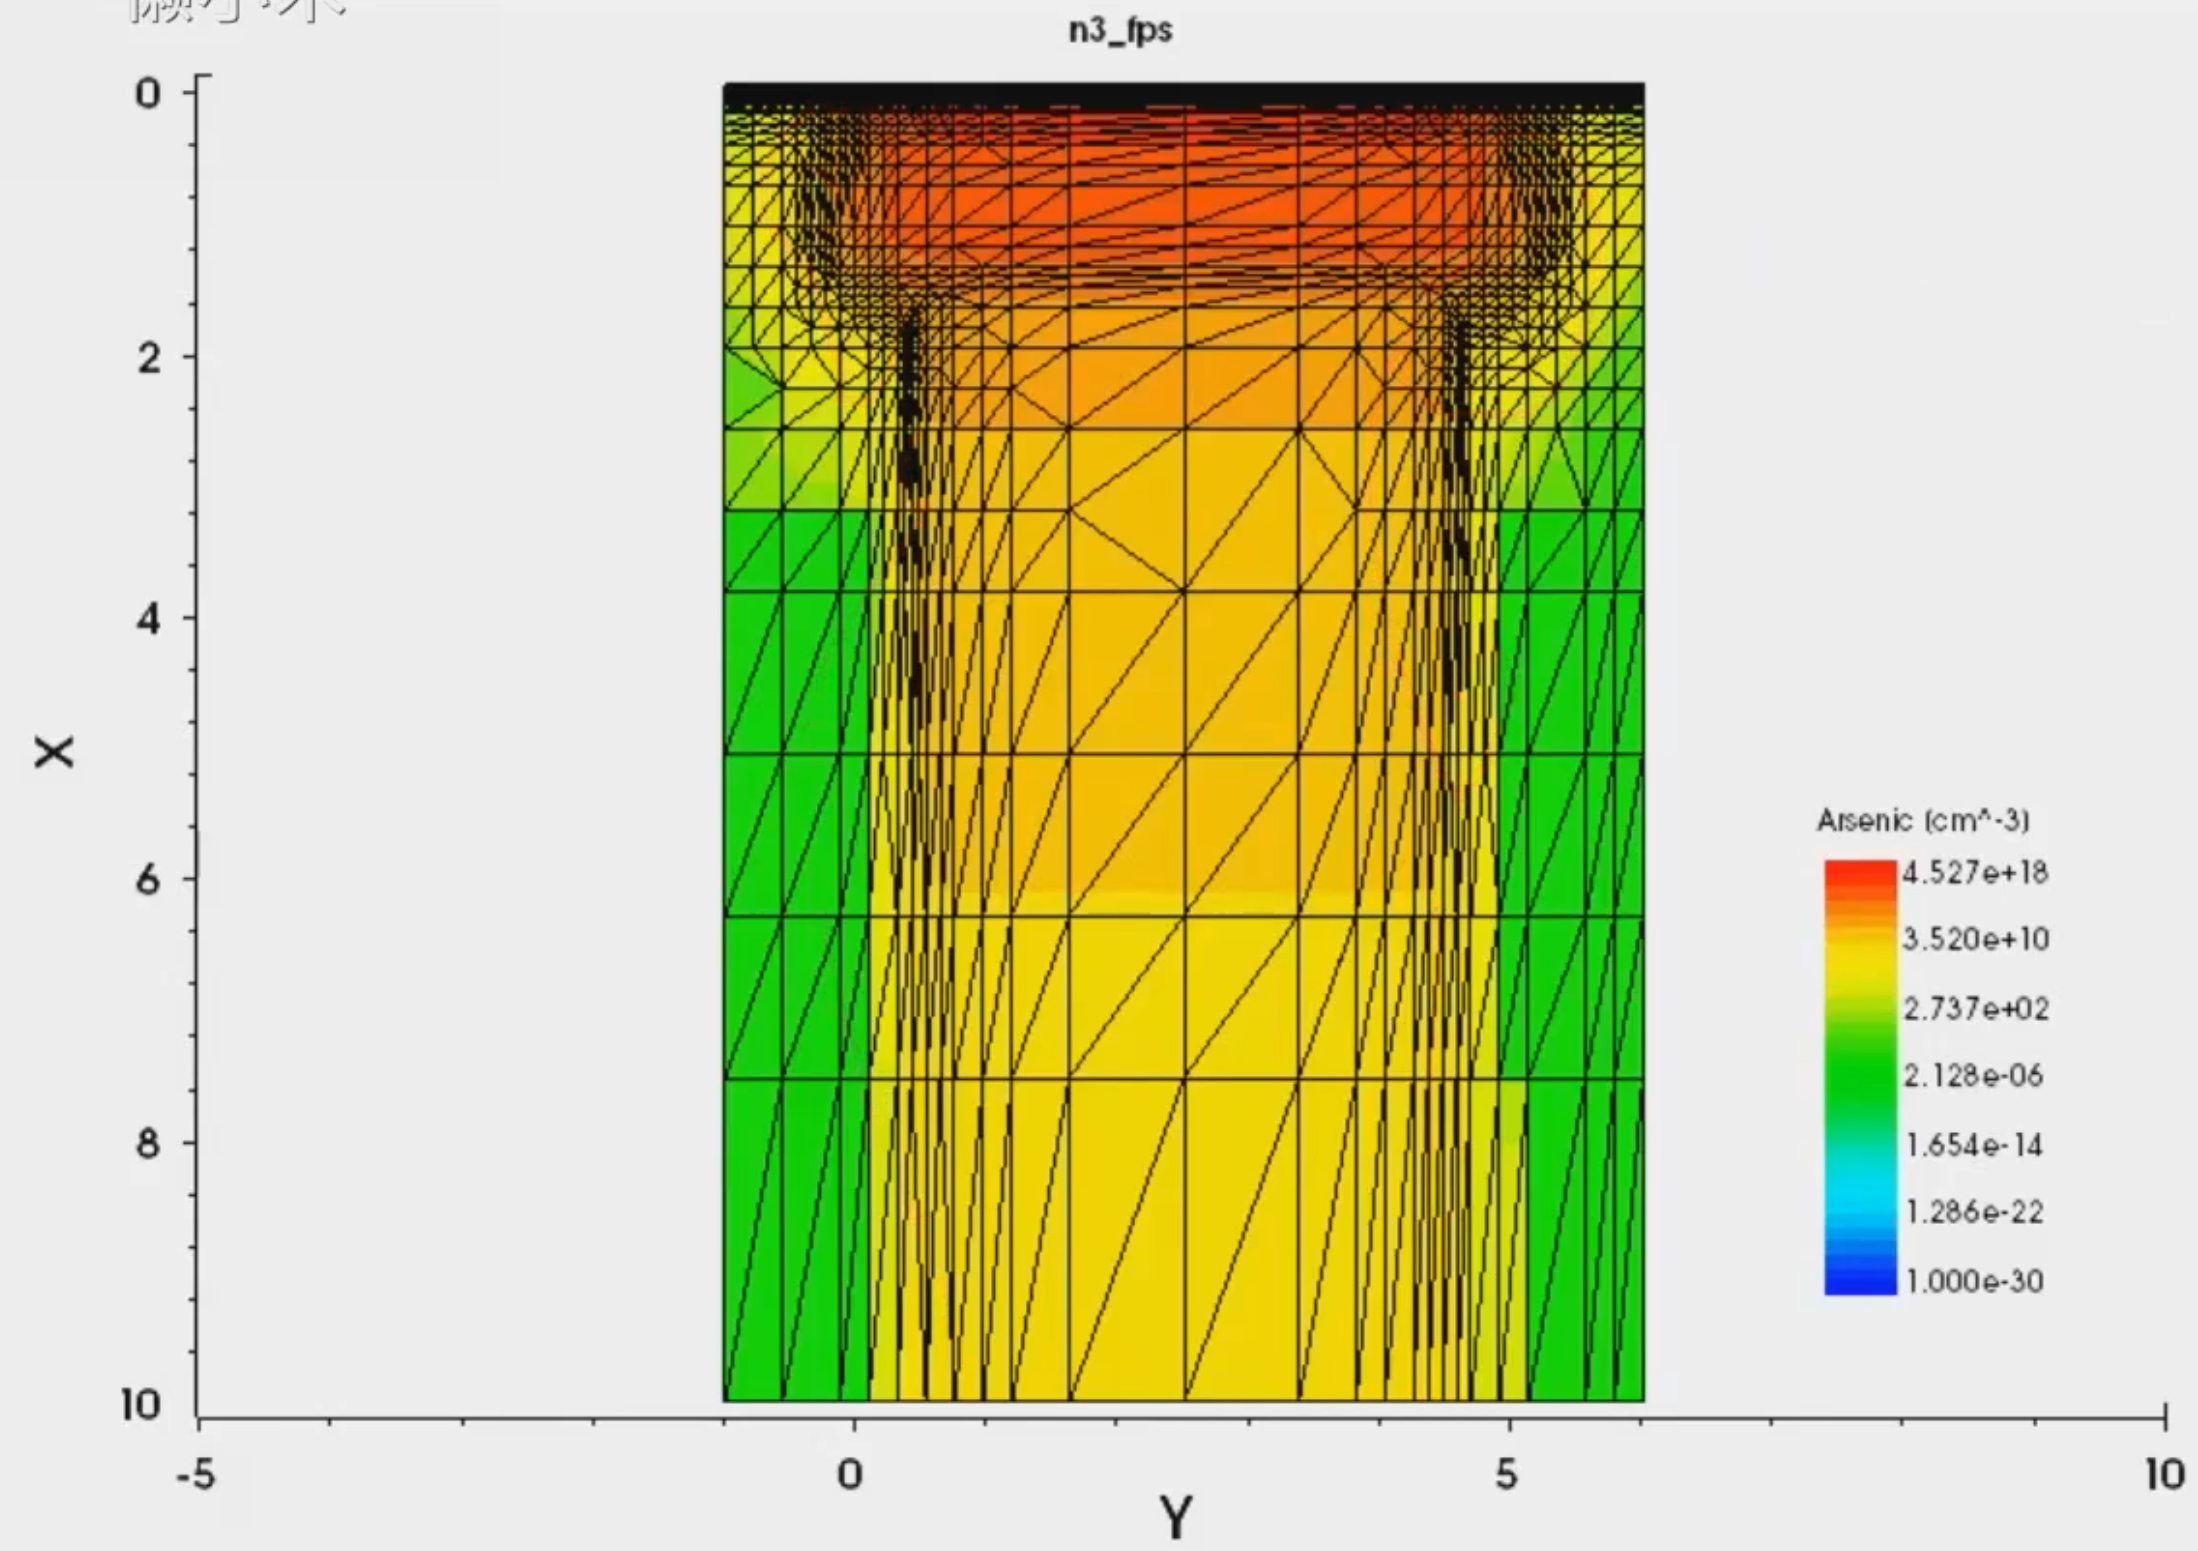 n3_fps
0
2
4
6
8
10
X
-5
0
5
10
Y
Arsenic (cm^-3)
4.527e+18
3.520e+10
2.737e+02
2.128e-06
1.654e-14
1.286e-22
1.000e-30